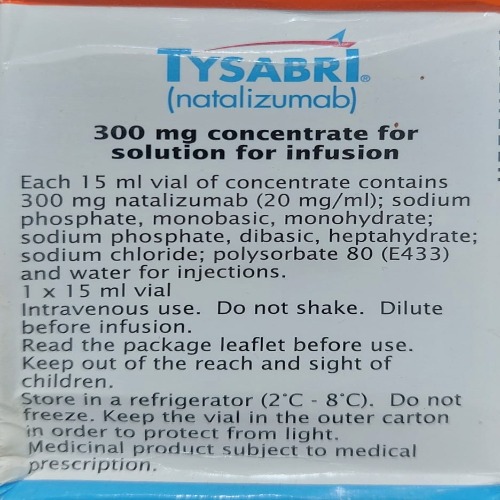 TYSABRI®
(natalizumab)
300 mg concentrate for
solution for infusion
Each 15 ml vial of concentrate contains
300 mg natalizumab (20 mg/ml); sodium
phosphate, monobasic, monohydrate;
sodium phosphate, dibasic, heptahydrate;
sodium chloride; polysorbate 80 (E433)
and water for injections.
1 x 15 ml vial
Intravenous use. Do not shake. Dilute
before infusion.
Read the package leaflet before use.
Keep out of the reach and sight of
children.
Store in a refrigerator (2°C - 8°C). Do not
freeze. Keep the vial in the outer carton
in order to protect from light.
Medicinal product subject to medical
prescription.